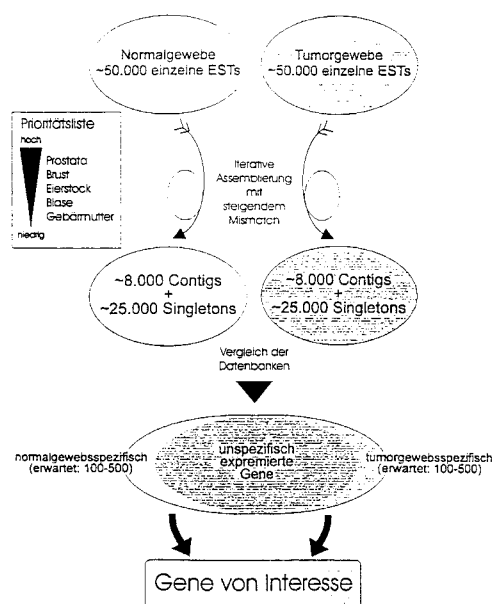 Normalgewebe
~50.000 einzelne ESTs
Tumorgewebe
~50.000 einzelne ESTs
Prioritätsliste
hoch
Prostata
Brust
Eierstock
Blase
Gebärmutter
niedrig
Iterative
Assemblierung
mit
steigendem
Mismatch
~8.000 Contigs
+
~25.000 Singletons
~8.000 Contigs
+
~25.000 Singletons
Vergleich der
Datenbanken
normalgewebsspezifisch
(erwartet: 100-500)
unspezifisch
exprimierte
Gene
tumorgewebsspezifisch
(erwartet: 100-500)
Gene von Interesse